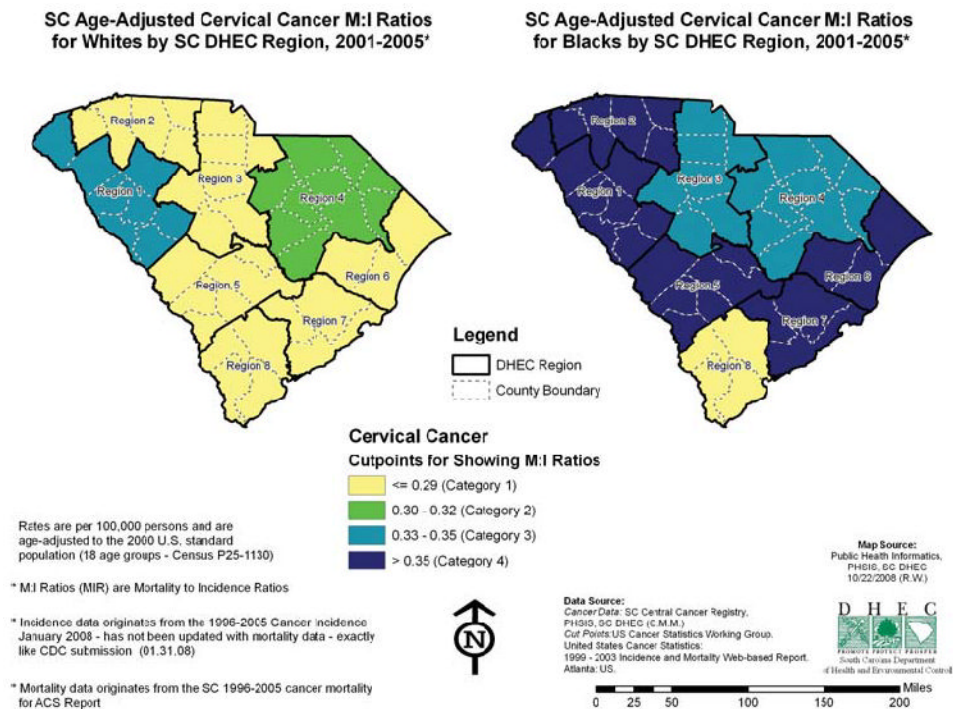 SC Age-Adjusted Cervical Cancer M:I Ratios
for Whites by SC DHEC Region, 2001-2005*
SC Age-Adjusted Cervical Cancer M:I Ratios
for Blacks by SC DHEC Region, 2001-2005*
Region 2
Region 1
Region 3
Region 4
Region 6
Region 5
Region 7
Region 8
Region 2
Region 1
Region 3
Region 4
Region 6
Region 5
Region 7
Region 8
Legend
DHEC Region
County Boundary
Cervical Cancer
Cutpoints for Showing M:I Ratios
<= 0.29 (Category 1)
0.30 - 0.32 (Category 2)
0.33 - 0.35 (Category 3)
> 0.35 (Category 4)
Rates are per 100,000 persons and are
age-adjusted to the 2000 U.S. standard
population (18 age groups - Census P25-1130)
* M:I Ratios (MIR) are Mortality to Incidence Ratios
* Incidence data originates from the 1996-2005 Cancer Incidence
January 2008 - has not been updated with mortality data - exactly
like CDC submission (01.31.08)
* Mortality data originates from the SC 1996-2005 cancer mortality
for ACS Report
N
Data Source:
Cancer Data: SC Central Cancer Registry,
PHSIS, SC DHEC (C.M.M.)
Cut Points: US Cancer Statistics Working Group.
United States Cancer Statistics:
1999 - 2003 Incidence and Mortality Web-based Report.
Atlanta: US.
Map Source:
Public Health Informatics,
PHSIS, SC DHEC
10/22/2008 (R.W.)
D H E C
PROMOTE PROTECT PROSPER
South Carolina Department
of Health and Environmental Control
Miles
0 25 50 100 150 200